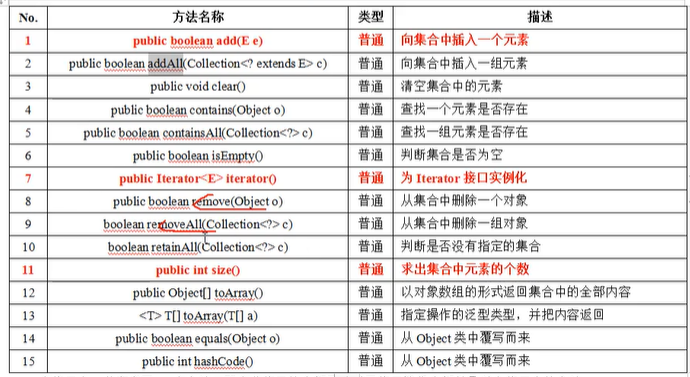 No. 方法名称 类型 描述
1 public boolean add(E e) 普通 向集合中插入一个元素
2 public boolean addAll(Collection<? extends E> c) 普通 向集合中插入一组元素
3 public void clear() 普通 清空集合中的元素
4 public boolean contains(Object o) 普通 查找一个元素是否存在
5 public boolean containsAll(Collection<?> c) 普通 查找一组元素是否存在
6 public boolean isEmpty() 普通 判断集合是否为空
7 public Iterator<E> iterator() 普通 为 Iterator 接口实例化
8 public boolean remove(Object o) 普通 从集合中删除一个对象
9 boolean removeAll(Collection<?> c) 普通 从集合中删除一组对象
10 boolean retainAll(Collection<?> c) 普通 判断是否没有指定的集合
11 public int size() 普通 求出集合中元素的个数
12 public Object[] toArray() 普通 以对象数组的形式返回集合中的全部内容
13 <T> T[] toArray(T[] a) 普通 指定操作的泛型类型，并把内容返回
14 public boolean equals(Object o) 普通 从 Object 类中覆写而来
15 public int hashCode() 普通 从 Object 类中覆写而来